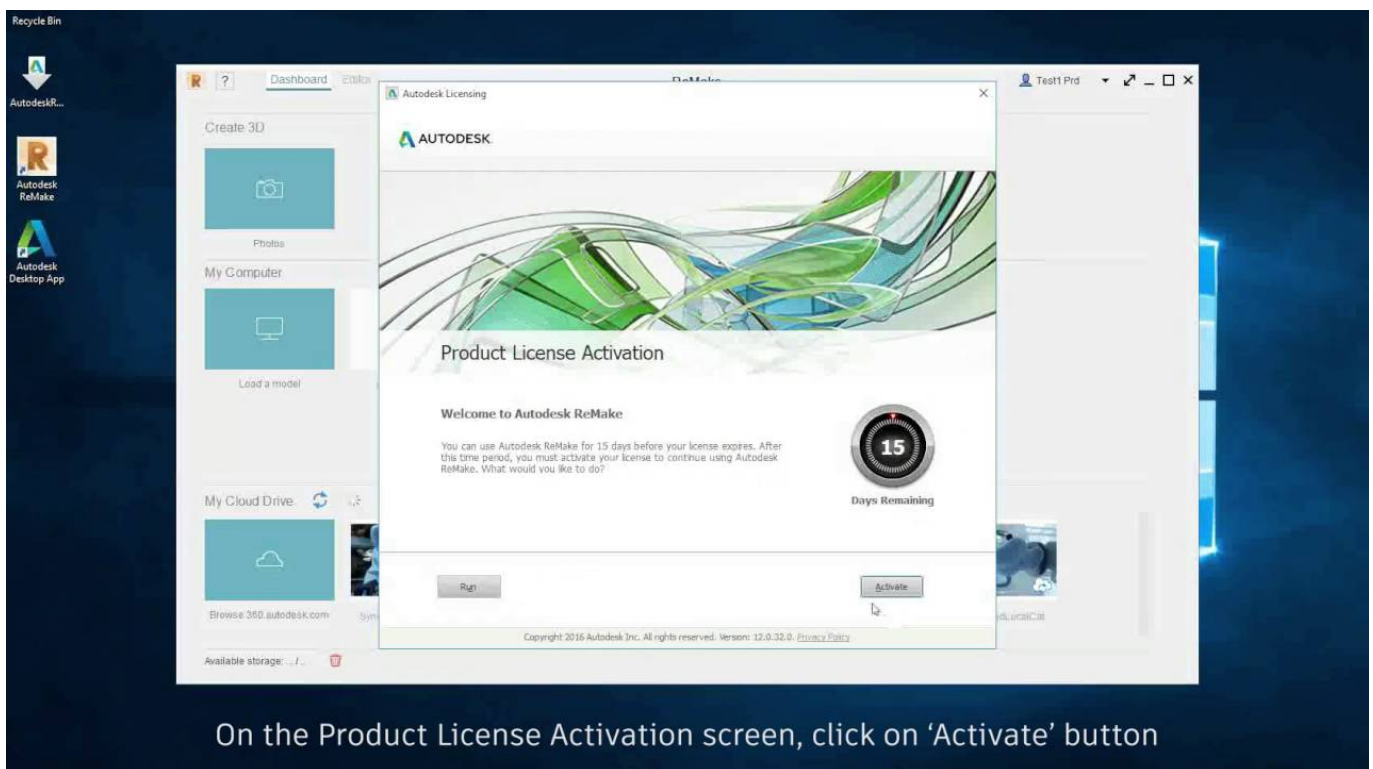 Recycle Bin
AutodeskR...
Autodesk
ReMake
Autodesk
Desktop App
R ? Dashboard Editor ReMake Test1 Prd
Create 3D
Photos
My Computer
Load a model
My Cloud Drive
Browse 360.autodesk.com
Available storage: ... / ..
Autodesk Licensing
AUTODESK
Product License Activation
Welcome to Autodesk ReMake
You can use Autodesk ReMake for 15 days before your license expires. After
this time period, you must activate your license to continue using Autodesk
ReMake. What would you like to do?
15
Days Remaining
Run
Activate
Copyright 2016 Autodesk Inc. All rights reserved. Version: 12.0.32.0. Privacy Policy
On the Product License Activation screen, click on ‘Activate’ button